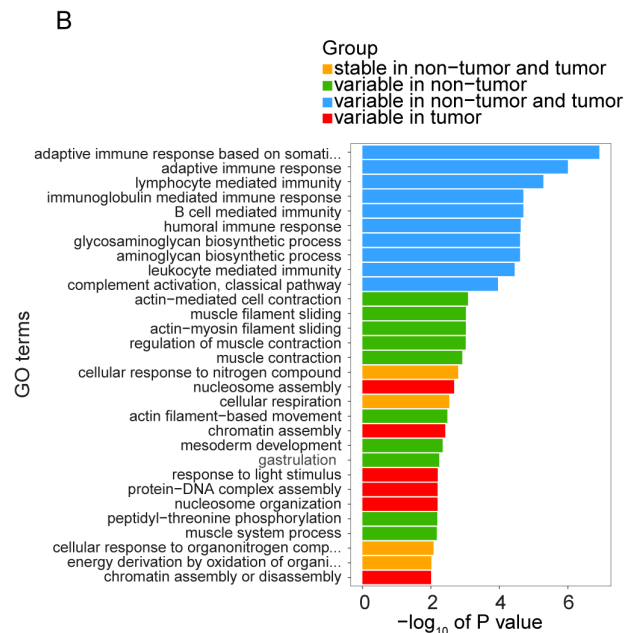 B
Group
stable in non-tumor and tumor
variable in non-tumor
variable in non-tumor and tumor
variable in tumor
adaptive immune response based on somati...
adaptive immune response
lymphocyte mediated immunity
immunoglobulin mediated immune response
B cell mediated immunity
humoral immune response
glycosaminoglycan biosynthetic process
aminoglycan biosynthetic process
leukocyte mediated immunity
complement activation, classical pathway
actin-mediated cell contraction
muscle filament sliding
actin-myosin filament sliding
regulation of muscle contraction
muscle contraction
cellular response to nitrogen compound
nucleosome assembly
cellular respiration
actin filament-based movement
chromatin assembly
mesoderm development
gastrulation
response to light stimulus
protein-DNA complex assembly
nucleosome organization
peptidyl-threonine phosphorylation
muscle system process
cellular response to organonitrogen comp...
energy derivation by oxidation of organi...
chromatin assembly or disassembly
GO terms
0 2 4 6
−log10 of P value